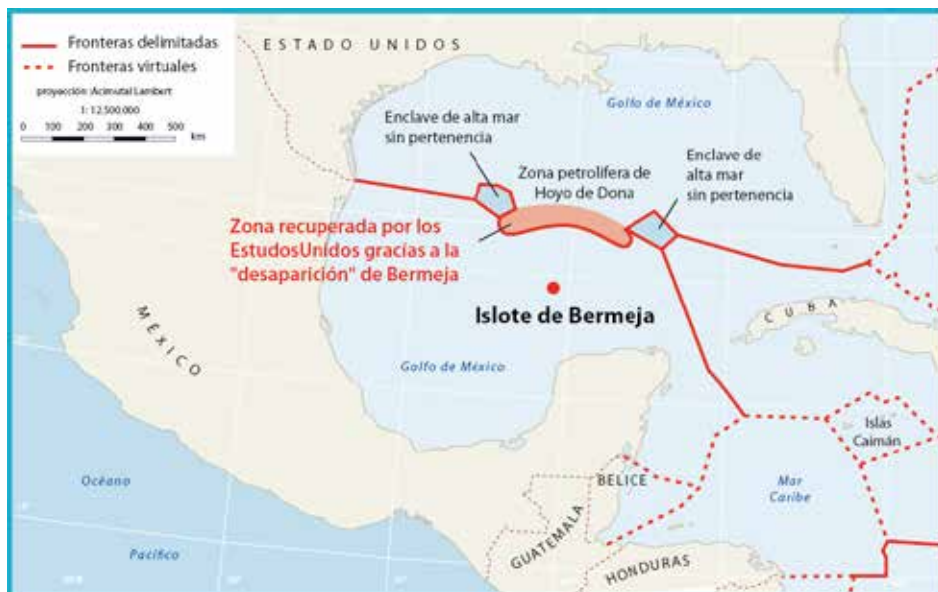 Fronteras delimitadas
Fronteras virtuales
proyección: Acimutal Lambert
1: 12.500.000
0 100 200 300 400 500
km
ESTADO UNIDOS
Golfo de México
Enclave de alta mar
sin pertenencia
Zona petrolífera de
Hoyo de Dona
Enclave de
alta mar
sin pertenencia
Zona recuperada por los
EstudosUnidos gracias a la
"desaparición" de Bermeja
Islote de Bermeja
CUBA
MÉXICO
Golfo de México
Islas
Caimán
Océano
Pacífico
BELICE
Mar
Caribe
GUATEMALA
HONDURAS